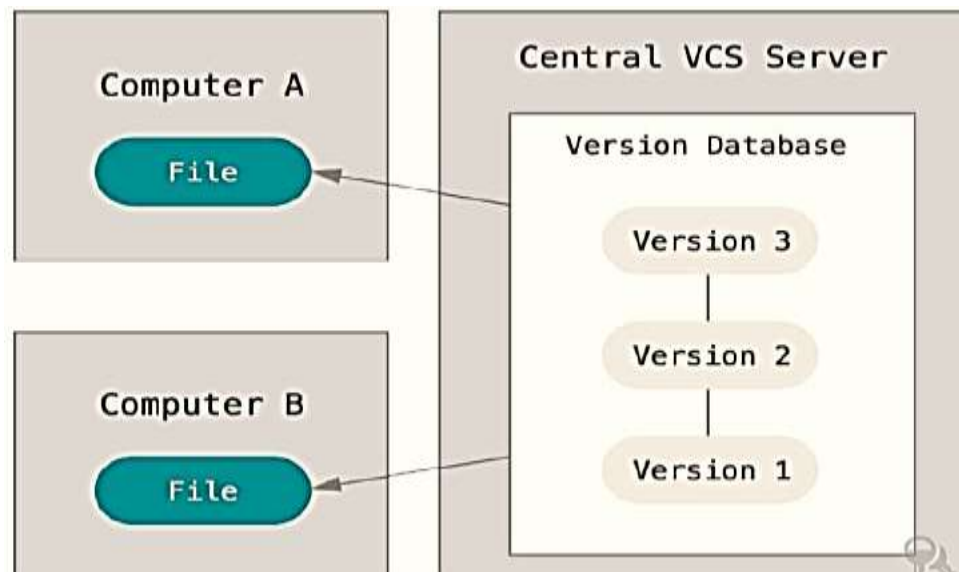 Computer A
File
Computer B
File
Central VCS Server
Version Database
Version 3
Version 2
Version 1